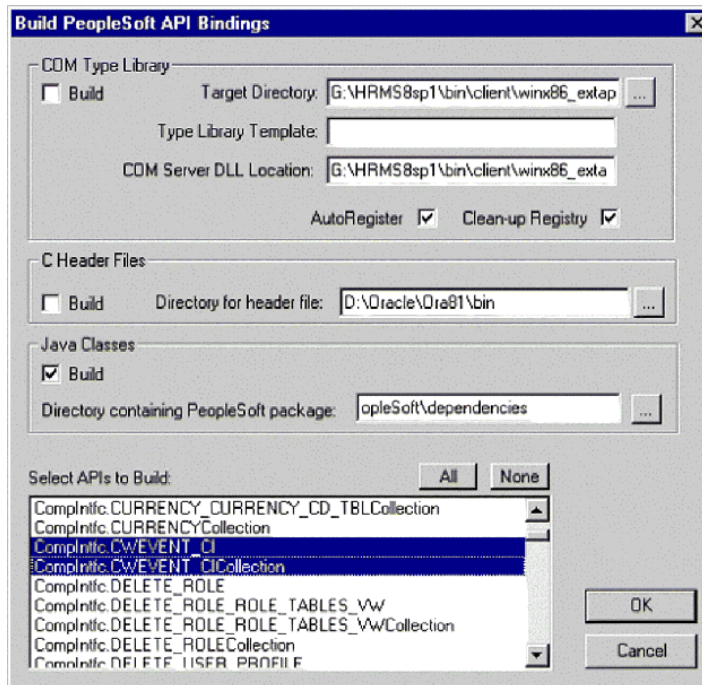 Build PeopleSoft API Bindings
COM Type Library
Build
Target Directory: G:\HRMS8sp1\bin\client\winx86_extap ...
Type Library Template:
COM Server DLL Location: G:\HRMS8sp1\bin\client\winx86_exta
AutoRegister
Clean-up Registry
C Header Files
Build
Directory for header file: D:\Oracle\Ora81\bin ...
Java Classes
Build
Directory containing PeopleSoft package: opleSoft\dependencies ...
Select APIs to Build: All None
CompIntfc.CURRENCY_CURRENCY_CD_TBLCollection
CompIntfc.CURRENCYCollection
CompIntfc.CWEVENT_CI
CompIntfc.CWEVENT_CICollection
CompIntfc.DELETE_ROLE
CompIntfc.DELETE_ROLE_ROLE_TABLES_VW
CompIntfc.DELETE_ROLE_ROLE_TABLES_VWCollection
CompIntfc.DELETE_ROLECollection
CompIntfc.DELETE_USER_PROFILE
OK
Cancel